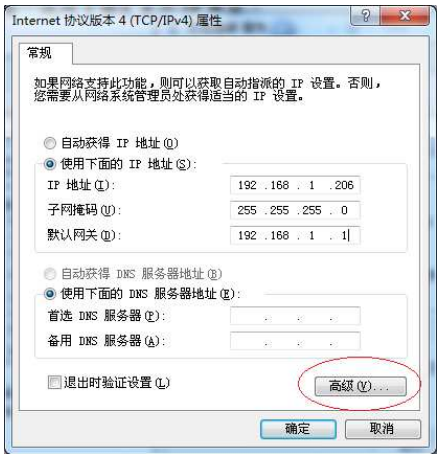 Internet 协议版本 4 (TCP/IPv4) 属性
常规
如果网络支持此功能，则可以获取自动指派的 IP 设置。否则，
您需要从网络系统管理员处获得适当的 IP 设置。
自动获得 IP 地址(O)
使用下面的 IP 地址(S):
IP 地址(I): 192 .168 . 1 .206
子网掩码(U): 255 .255 .255 . 0
默认网关(D): 192 .168 . 1 . 1
自动获得 DNS 服务器地址(B)
使用下面的 DNS 服务器地址(E):
首选 DNS 服务器(P): . . .
备用 DNS 服务器(A): . . .
退出时验证设置(L)
高级(V)...
确定 取消